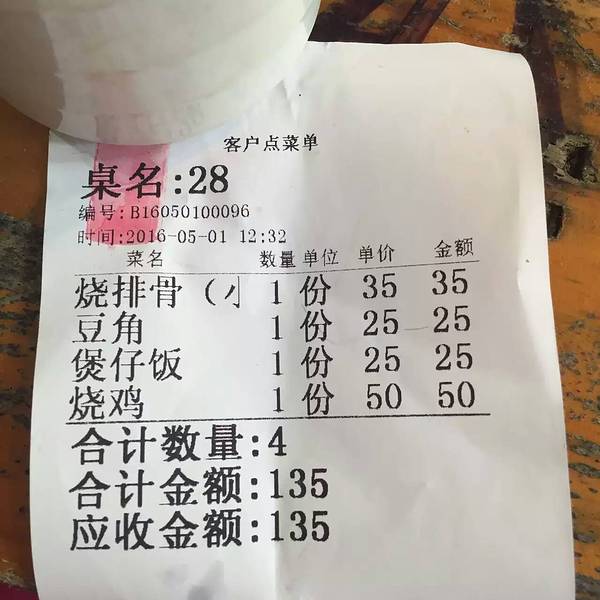 客户点菜单
桌名:28
编号:B16050100096
时间:2016-05-01 12:32
菜名 数量 单位 单价 金额
烧排骨（小 1 份 35 35
豆角 1 份 25 25
煲仔饭 1 份 25 25
烧鸡 1 份 50 50
合计数量:4
合计金额:135
应收金额:135